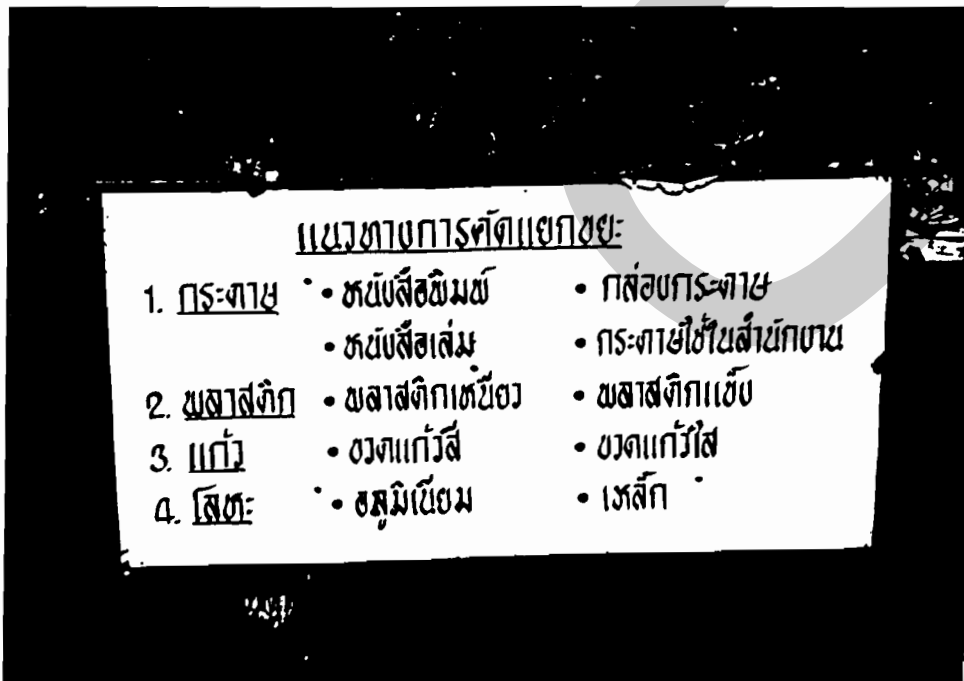 แนวทางการคัดแยกขยะ
1. กระดาษ • หนังสือพิมพ์ • กล่องกระดาษ
• หนังสือเล่ม • กระดาษใช้ในสำนักงาน
2. พลาสติก • พลาสติกเหนียว • พลาสติกแข็ง
3. แก้ว • ขวดแก้วสี • ขวดแก้วใส
4. โลหะ • อลูมิเนียม • เหล็ก